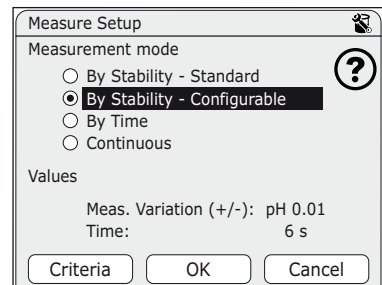 Measure Setup
Measurement mode
By Stability - Standard
By Stability - Configurable
By Time
Continuous
?
Values
Meas. Variation (+/-): pH 0.01
Time: 6 s
Criteria OK Cancel